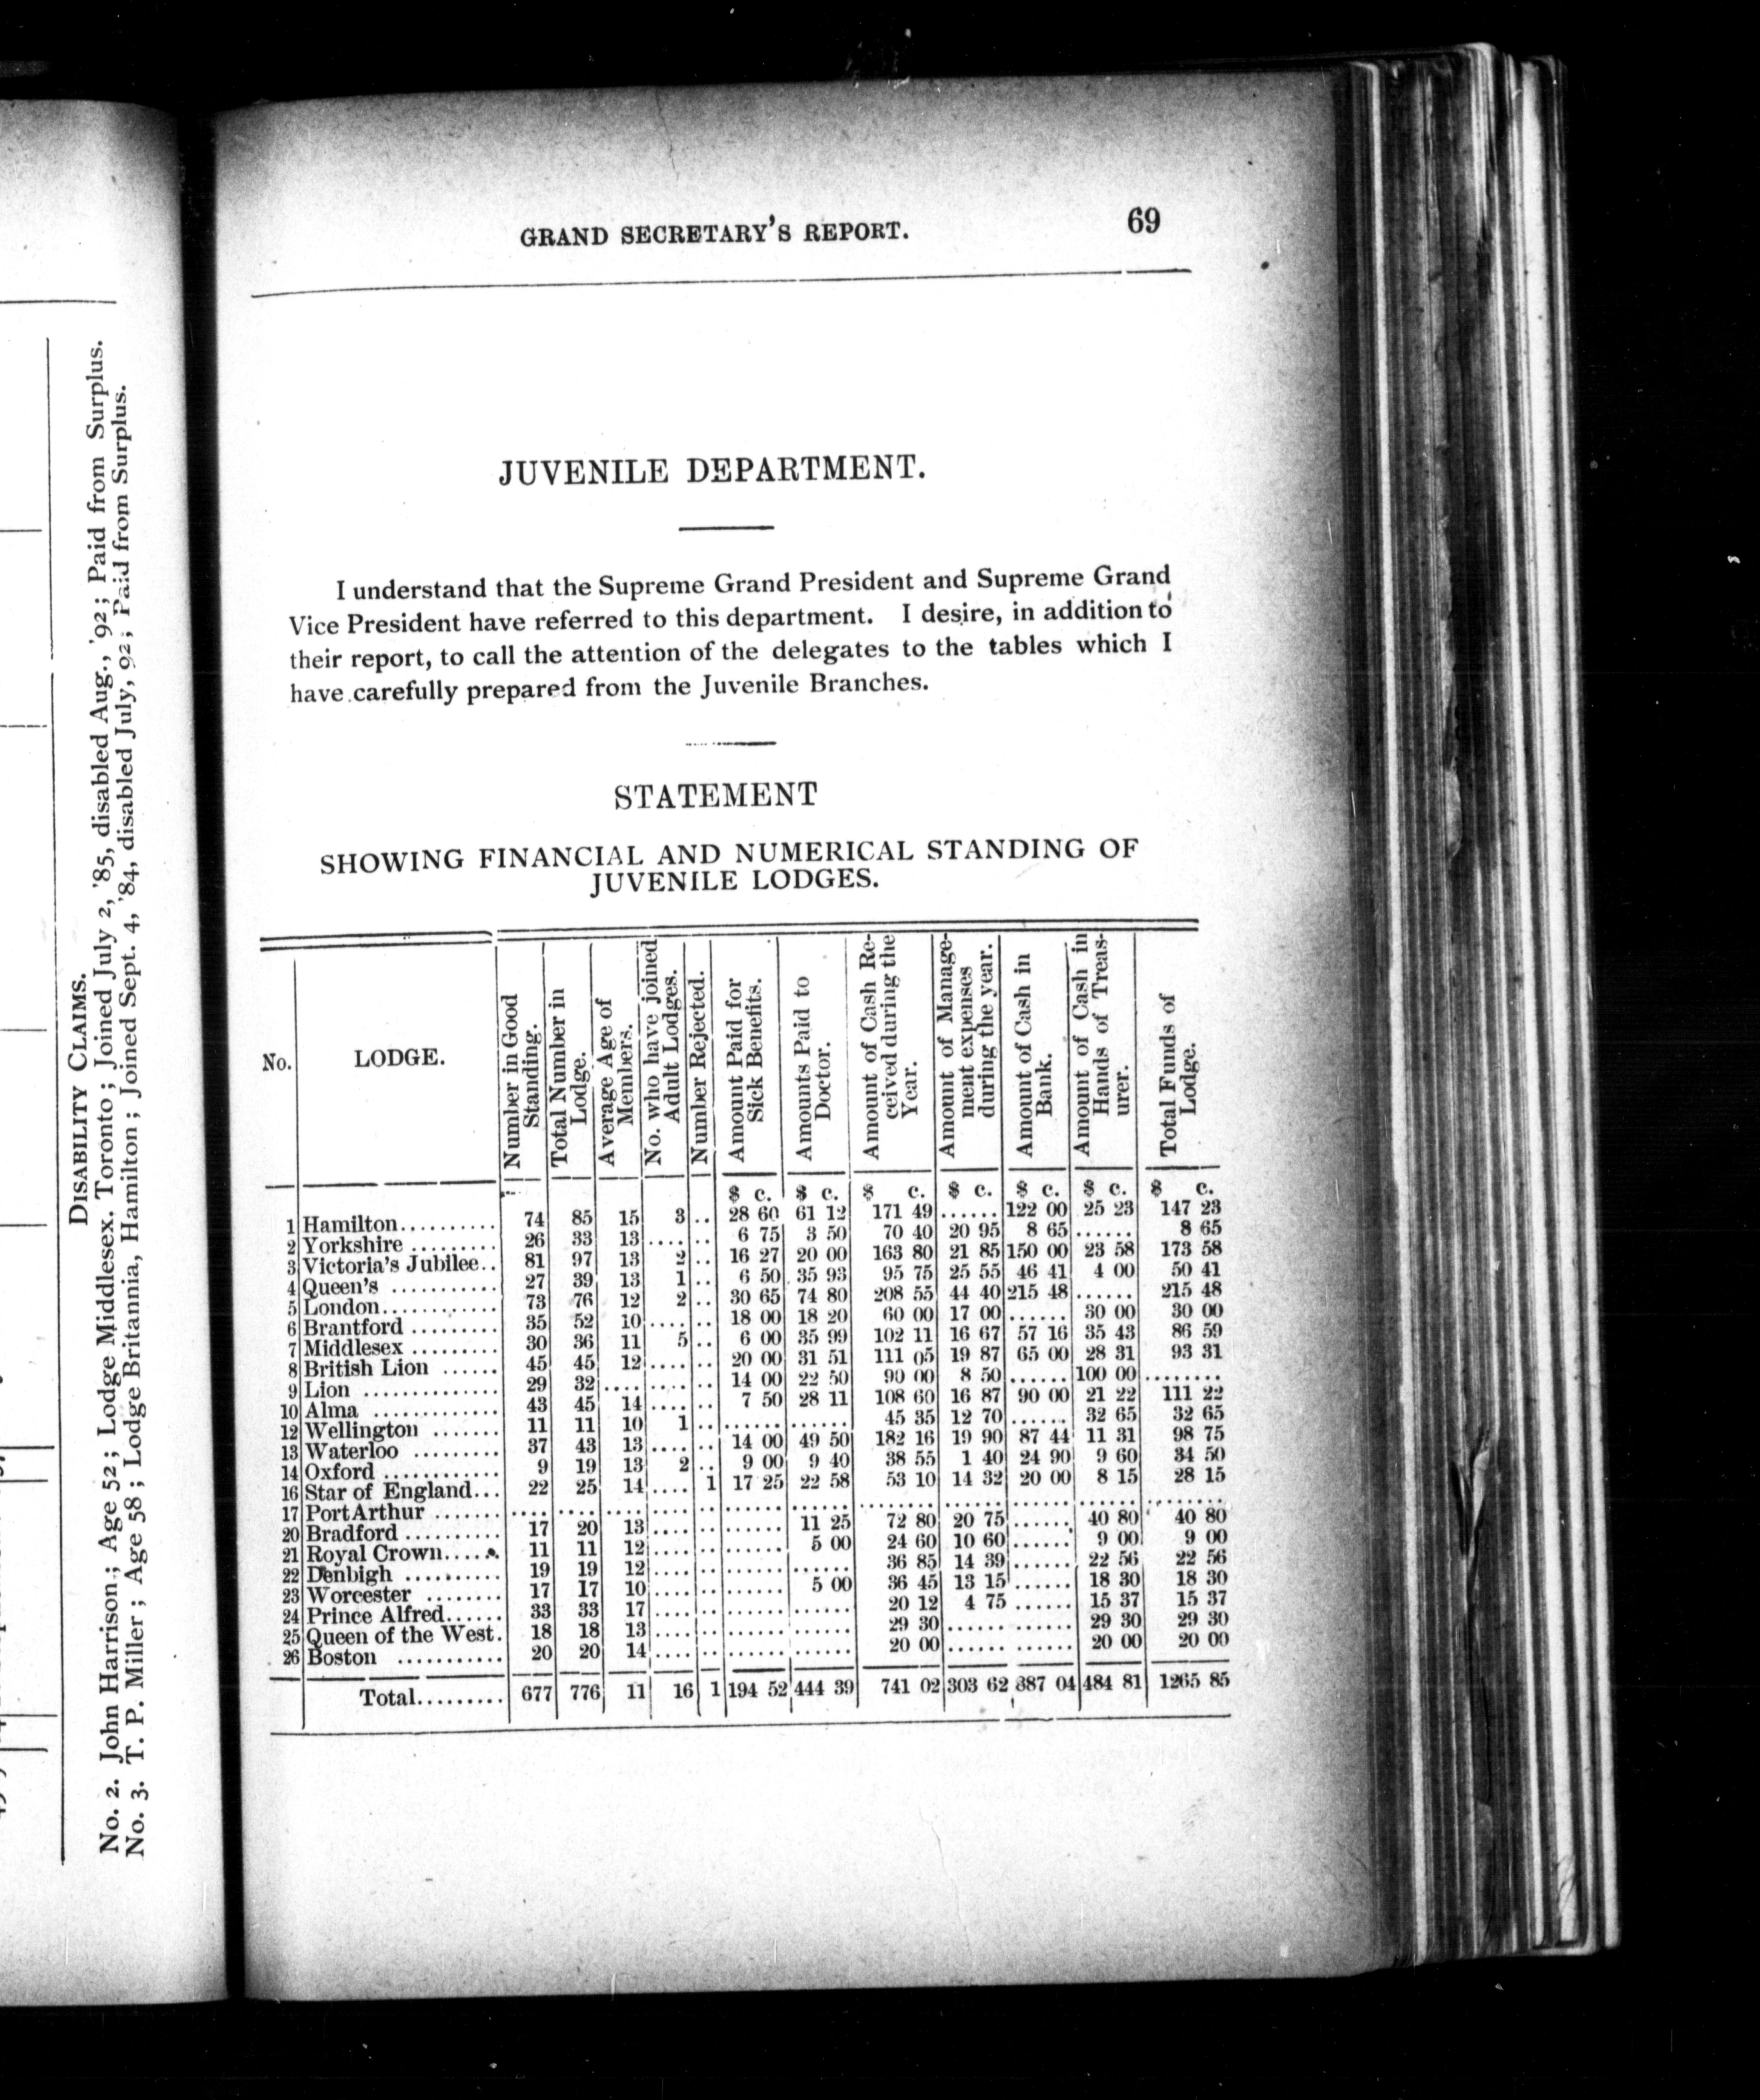 DISABILITY CLAIMS.
No. 2. John Harrison; Age 52; Lodge Middlesex. Toronto; Joined July 2, '85, disabled Aug., '92; Paid from Surplus.
No. 3. T. P. Miller; Age 58; Lodge Britannia, Hamilton; Joined Sept. 4, '84, disabled July, 92; Paid from Surplus.
GRAND SECRETARY'S REPORT. 69
JUVENILE DEPARTMENT.
I understand that the Supreme Grand President and Supreme Grand
Vice President have referred to this department. I desire, in addition to
their report, to call the attention of the delegates to the tables which I
have carefully prepared from the Juvenile Branches.
STATEMENT
SHOWING FINANCIAL AND NUMERICAL STANDING OF
JUVENILE LODGES.
No. LODGE. Number in Good Standing. Total Number in Lodge. Average Age of Members. No. who have joined Adult Lodges. Number Rejected. Amount Paid for Sick Benefits. Amounts Paid to Doctor. Amount of Cash Re-ceived during the Year. Amount of Manage-ment expenses during the year. Amount of Cash in Bank. Amount of Cash in Hands of Treas-urer. Total Funds of Lodge.
$ c. $ c. $ c. $ c. $ c. $ c. $ c.
1 Hamilton.......... 74 85 15 3 .. 28 60 61 12 171 49 ...... 122 00 25 23 147 23
2 Yorkshire ......... 26 33 13 .... .. 6 75 3 50 70 40 20 95 8 65 ...... 8 65
3 Victoria's Jubilee.. 81 97 13 2 .. 16 27 20 00 163 80 21 85 150 00 23 58 173 58
4 Queen's ........... 27 39 13 1 .. 6 50 35 93 95 75 25 55 46 41 4 00 50 41
5 London............ 73 76 12 2 .. 30 65 74 80 208 55 44 40 215 48 ...... 215 48
6 Brantford ......... 35 52 10 .... .. 18 00 18 20 60 00 17 00 ...... 30 00 30 00
7 Middlesex ......... 30 36 11 5 .. 6 00 35 99 102 11 16 67 57 16 35 43 86 59
8 British Lion ...... 45 45 12 .... .. 20 00 31 51 111 05 19 87 65 00 28 31 93 31
9 Lion .............. 29 32 .... .... .. 14 00 22 50 90 00 8 50 ...... 100 00 ........
10 Alma ............. 43 45 14 .... .. 7 50 28 11 108 60 16 87 90 00 21 22 111 22
12 Wellington ....... 11 11 10 1 .. ...... ...... 45 35 12 70 ...... 32 65 32 65
13 Waterloo ......... 37 43 13 .... .. 14 00 49 50 182 16 19 90 87 44 11 31 98 75
14 Oxford ............ 9 19 13 2 .. 9 00 9 40 38 55 1 40 24 90 9 60 34 50
16 Star of England... 22 25 14 .... 1 17 25 22 58 53 10 14 32 20 00 8 15 28 15
17 Port Arthur ....... .... .... .... .... .. ...... ...... ........ ...... ...... ...... ........
20 Bradford .......... 17 20 13 .... .. ...... 11 25 72 80 20 75 ...... 40 80 40 80
21 Royal Crown...... 11 11 12 .... .. ...... 5 00 24 60 10 60 ...... 9 00 9 00
22 Denbigh .......... 19 19 12 .... .. ...... ...... 36 85 14 39 ...... 22 56 22 56
23 Worcester ........ 17 17 10 .... .. ...... 5 00 36 45 13 15 ...... 18 30 18 30
24 Prince Alfred...... 33 33 17 .... .. ...... ...... 20 12 4 75 ...... 15 37 15 37
25 Queen of the West. 18 18 13 .... .. ...... ...... 29 30 ...... ...... 29 30 29 30
26 Boston ........... 20 20 14 .... .. ...... ...... 20 00 ...... ...... 20 00 20 00
Total......... 677 776 11 16 1 194 52 444 39 741 02 303 62 887 04 484 81 1265 85